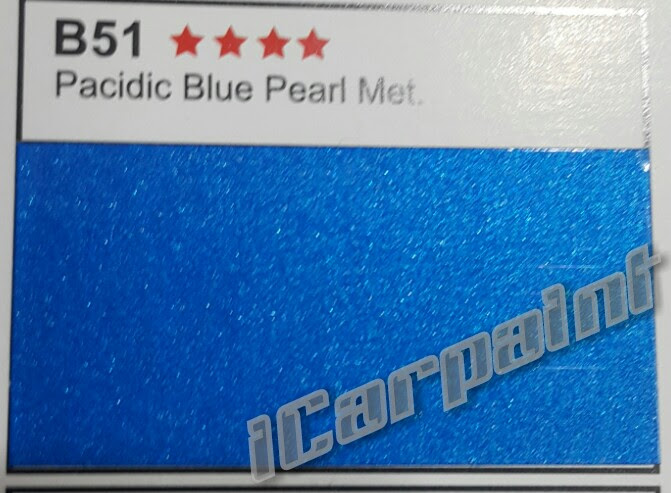 B51 ★★★★
Pacidic Blue Pearl Met.
iCarpaint